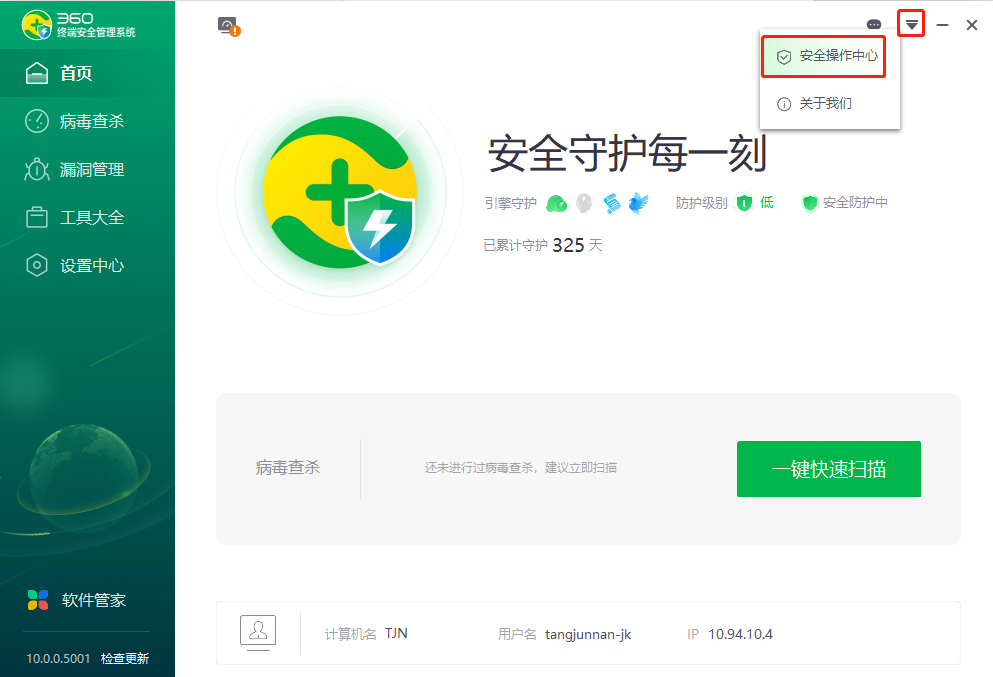 360
终端安全管理系统
首页
病毒查杀
漏洞管理
工具大全
设置中心
软件管家
10.0.0.5001 检查更新
安全操作中心
关于我们
安全守护每一刻
引擎守护 防护级别 低 安全防护中
已累计守护 325 天
病毒查杀
还未进行过病毒查杀，建议立即扫描
一键快速扫描
计算机名 TJN 用户名 tangjunnan-jk IP 10.94.10.4